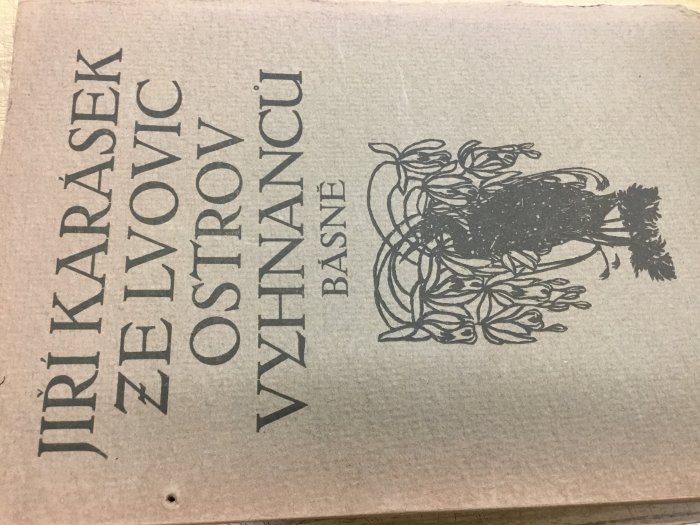 JIŘÍ KARÁSEK
ZE LVOVIC
OSTROV
VYHNANCŮ
BÁSNĚ